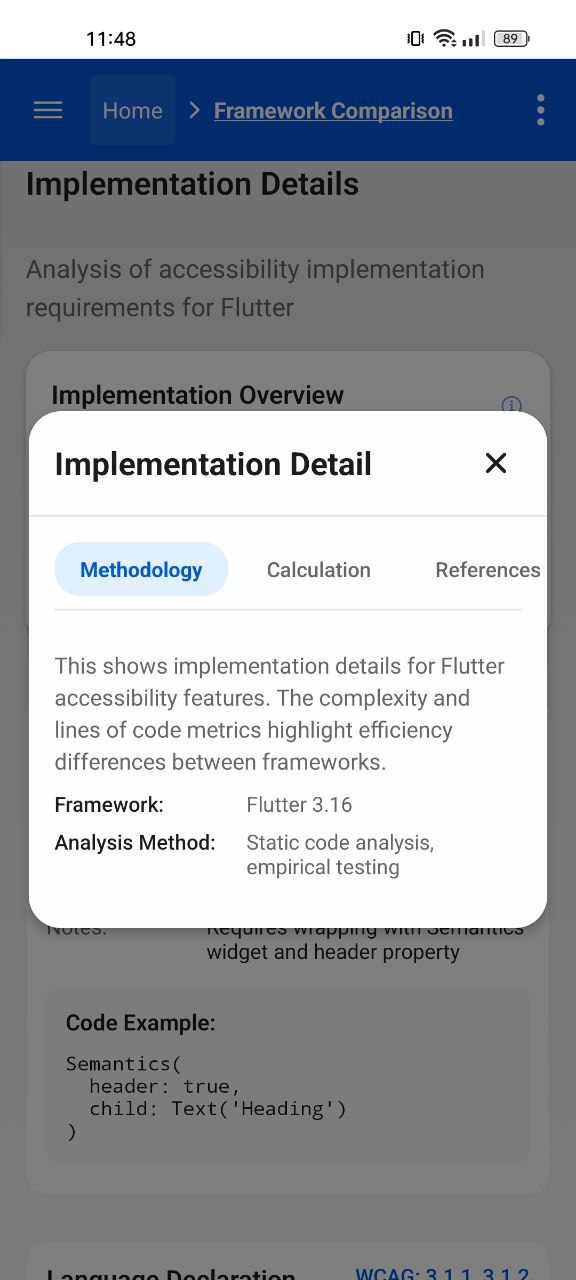 11:48
89
Home
Framework Comparison
Implementation Details
Analysis of accessibility implementation
requirements for Flutter
Implementation Overview
Implementation Detail
Methodology
Calculation
References
This shows implementation details for Flutter
accessibility features. The complexity and
lines of code metrics highlight efficiency
differences between frameworks.
Framework:
Flutter 3.16
Analysis Method:
Static code analysis,
empirical testing
Notes:
Requires wrapping with Semantics
widget and header property
Code Example:
Semantics(
  header: true,
  child: Text('Heading')
)
Language Declaration
WCAG: 3.1.1, 3.1.2